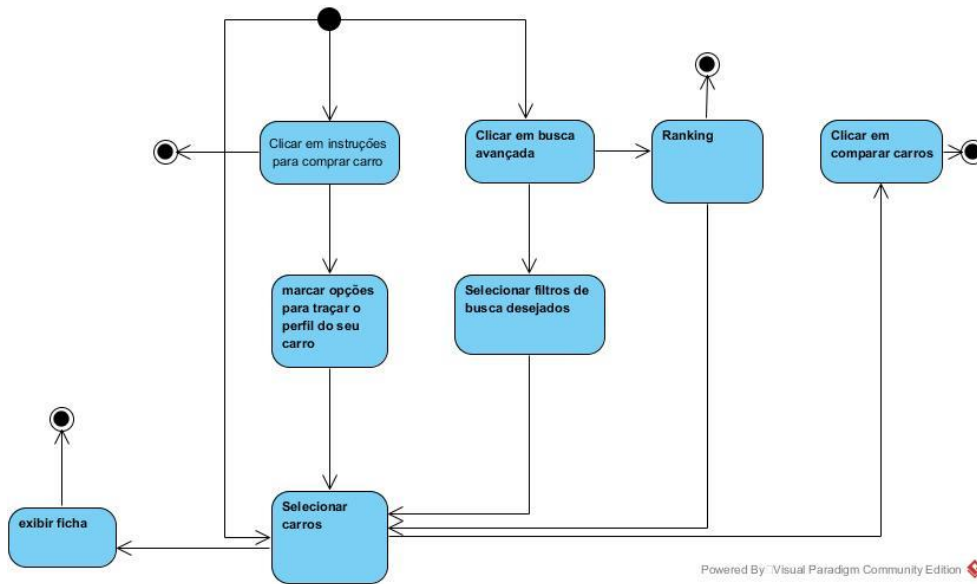 Clicar em instruções
para comprar carro
Clicar em busca
avançada
Ranking
Clicar em
comparar carros
marcar opções
para traçar o
perfil do seu
carro
Selecionar filtros de
busca desejados
exibir ficha
Selecionar
carros
Powered By Visual Paradigm Community Edition